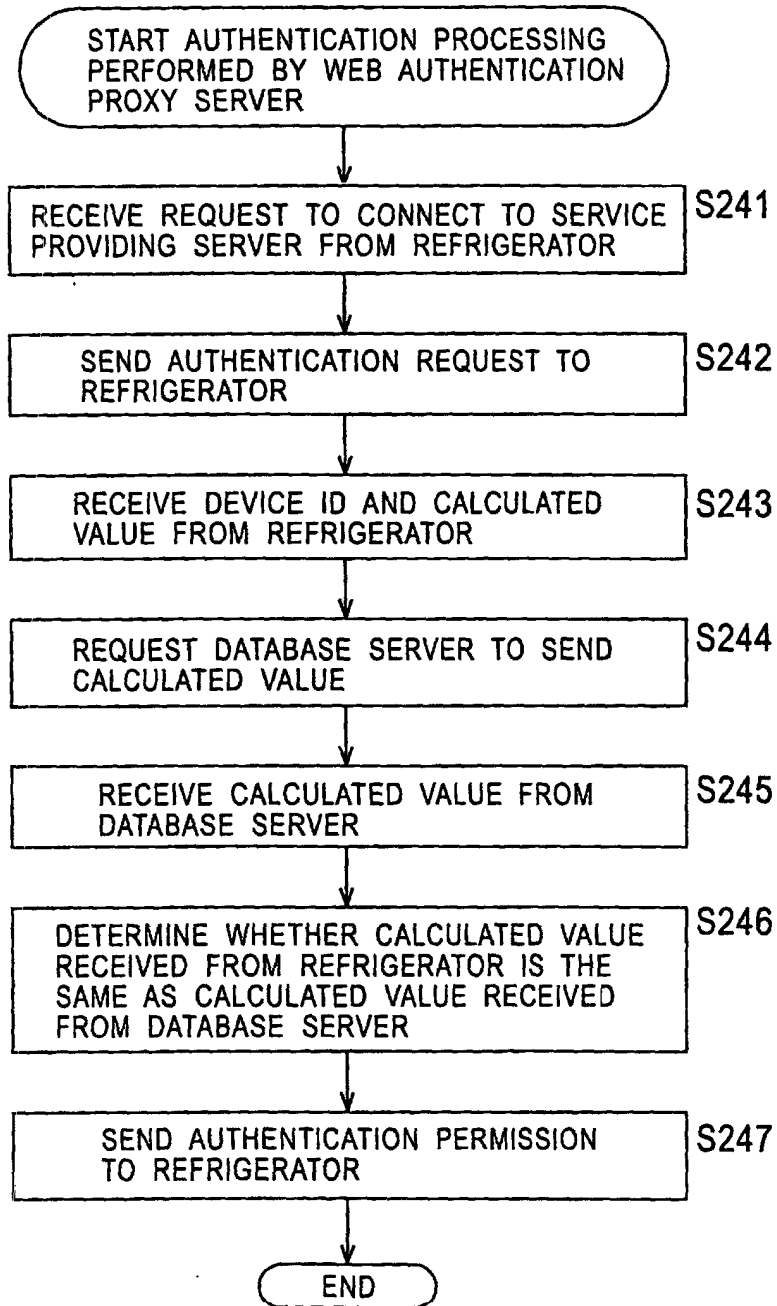 START AUTHENTICATION PROCESSING
PERFORMED BY WEB AUTHENTICATION
PROXY SERVER
RECEIVE REQUEST TO CONNECT TO SERVICE
PROVIDING SERVER FROM REFRIGERATOR
S241
SEND AUTHENTICATION REQUEST TO
REFRIGERATOR
S242
RECEIVE DEVICE ID AND CALCULATED
VALUE FROM REFRIGERATOR
S243
REQUEST DATABASE SERVER TO SEND
CALCULATED VALUE
S244
RECEIVE CALCULATED VALUE FROM
DATABASE SERVER
S245
DETERMINE WHETHER CALCULATED VALUE
RECEIVED FROM REFRIGERATOR IS THE
SAME AS CALCULATED VALUE RECEIVED
FROM DATABASE SERVER
S246
SEND AUTHENTICATION PERMISSION
TO REFRIGERATOR
S247
END